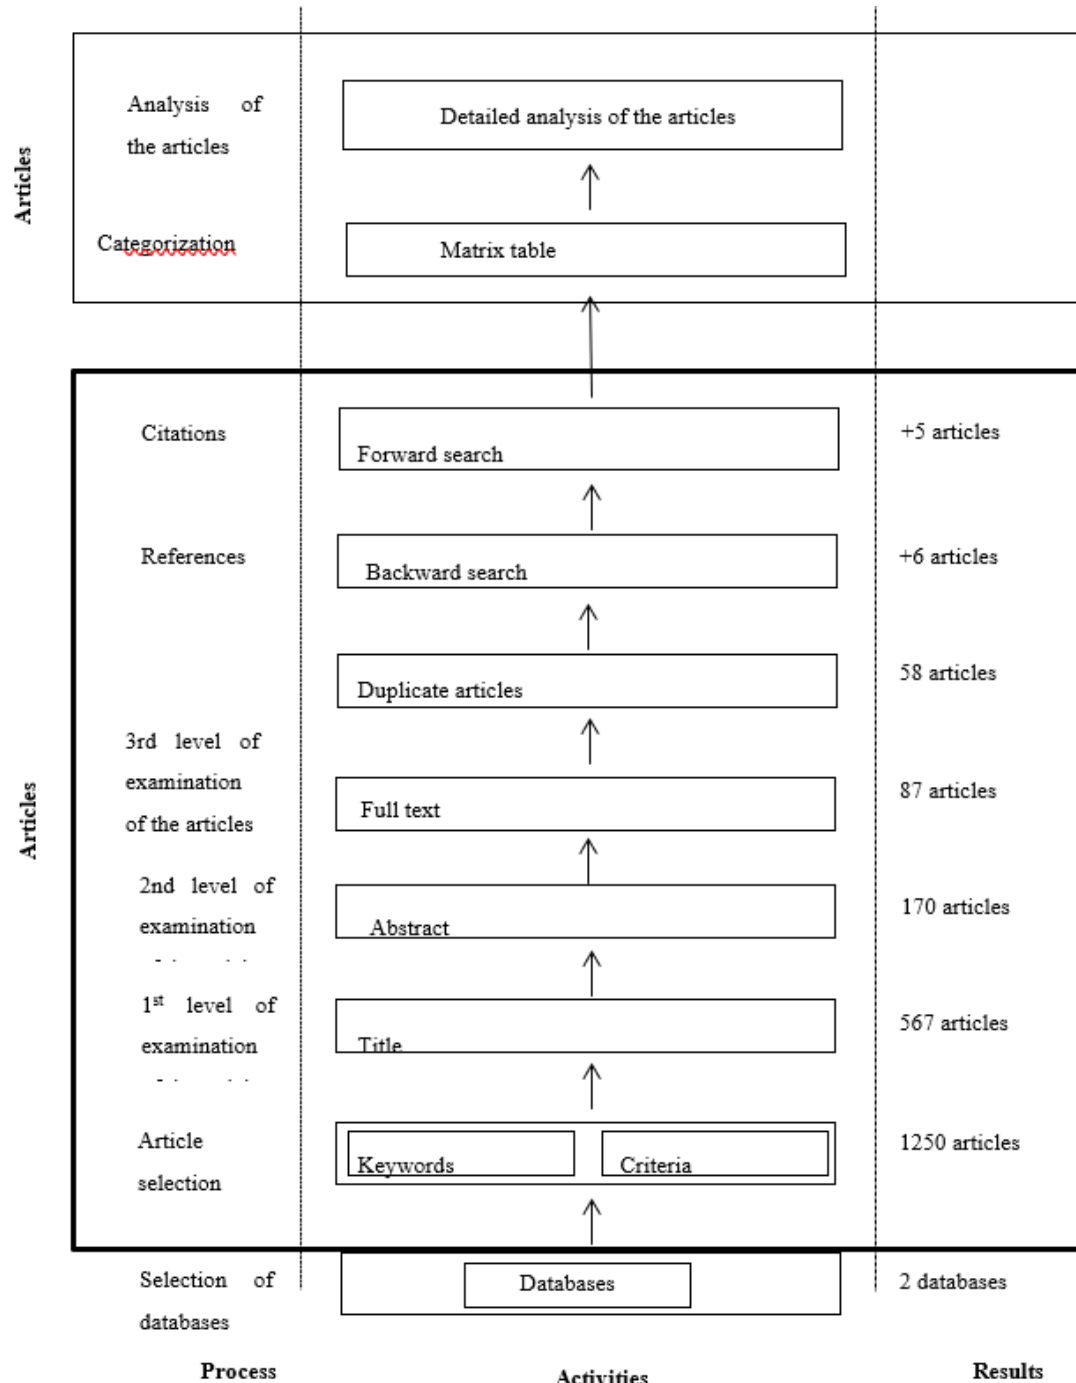 Articles
Analysis of
the articles
Detailed analysis of the articles
Categorization
Matrix table
Articles
Citations
Forward search
+5 articles
References
Backward search
+6 articles
Duplicate articles
58 articles
3rd level of
examination
of the articles
Full text
87 articles
2nd level of
examination
Abstract
170 articles
1st level of
examination
Title
567 articles
Article
selection
Keywords
Criteria
1250 articles
Selection of
databases
Databases
2 databases
Process
Activities
Results